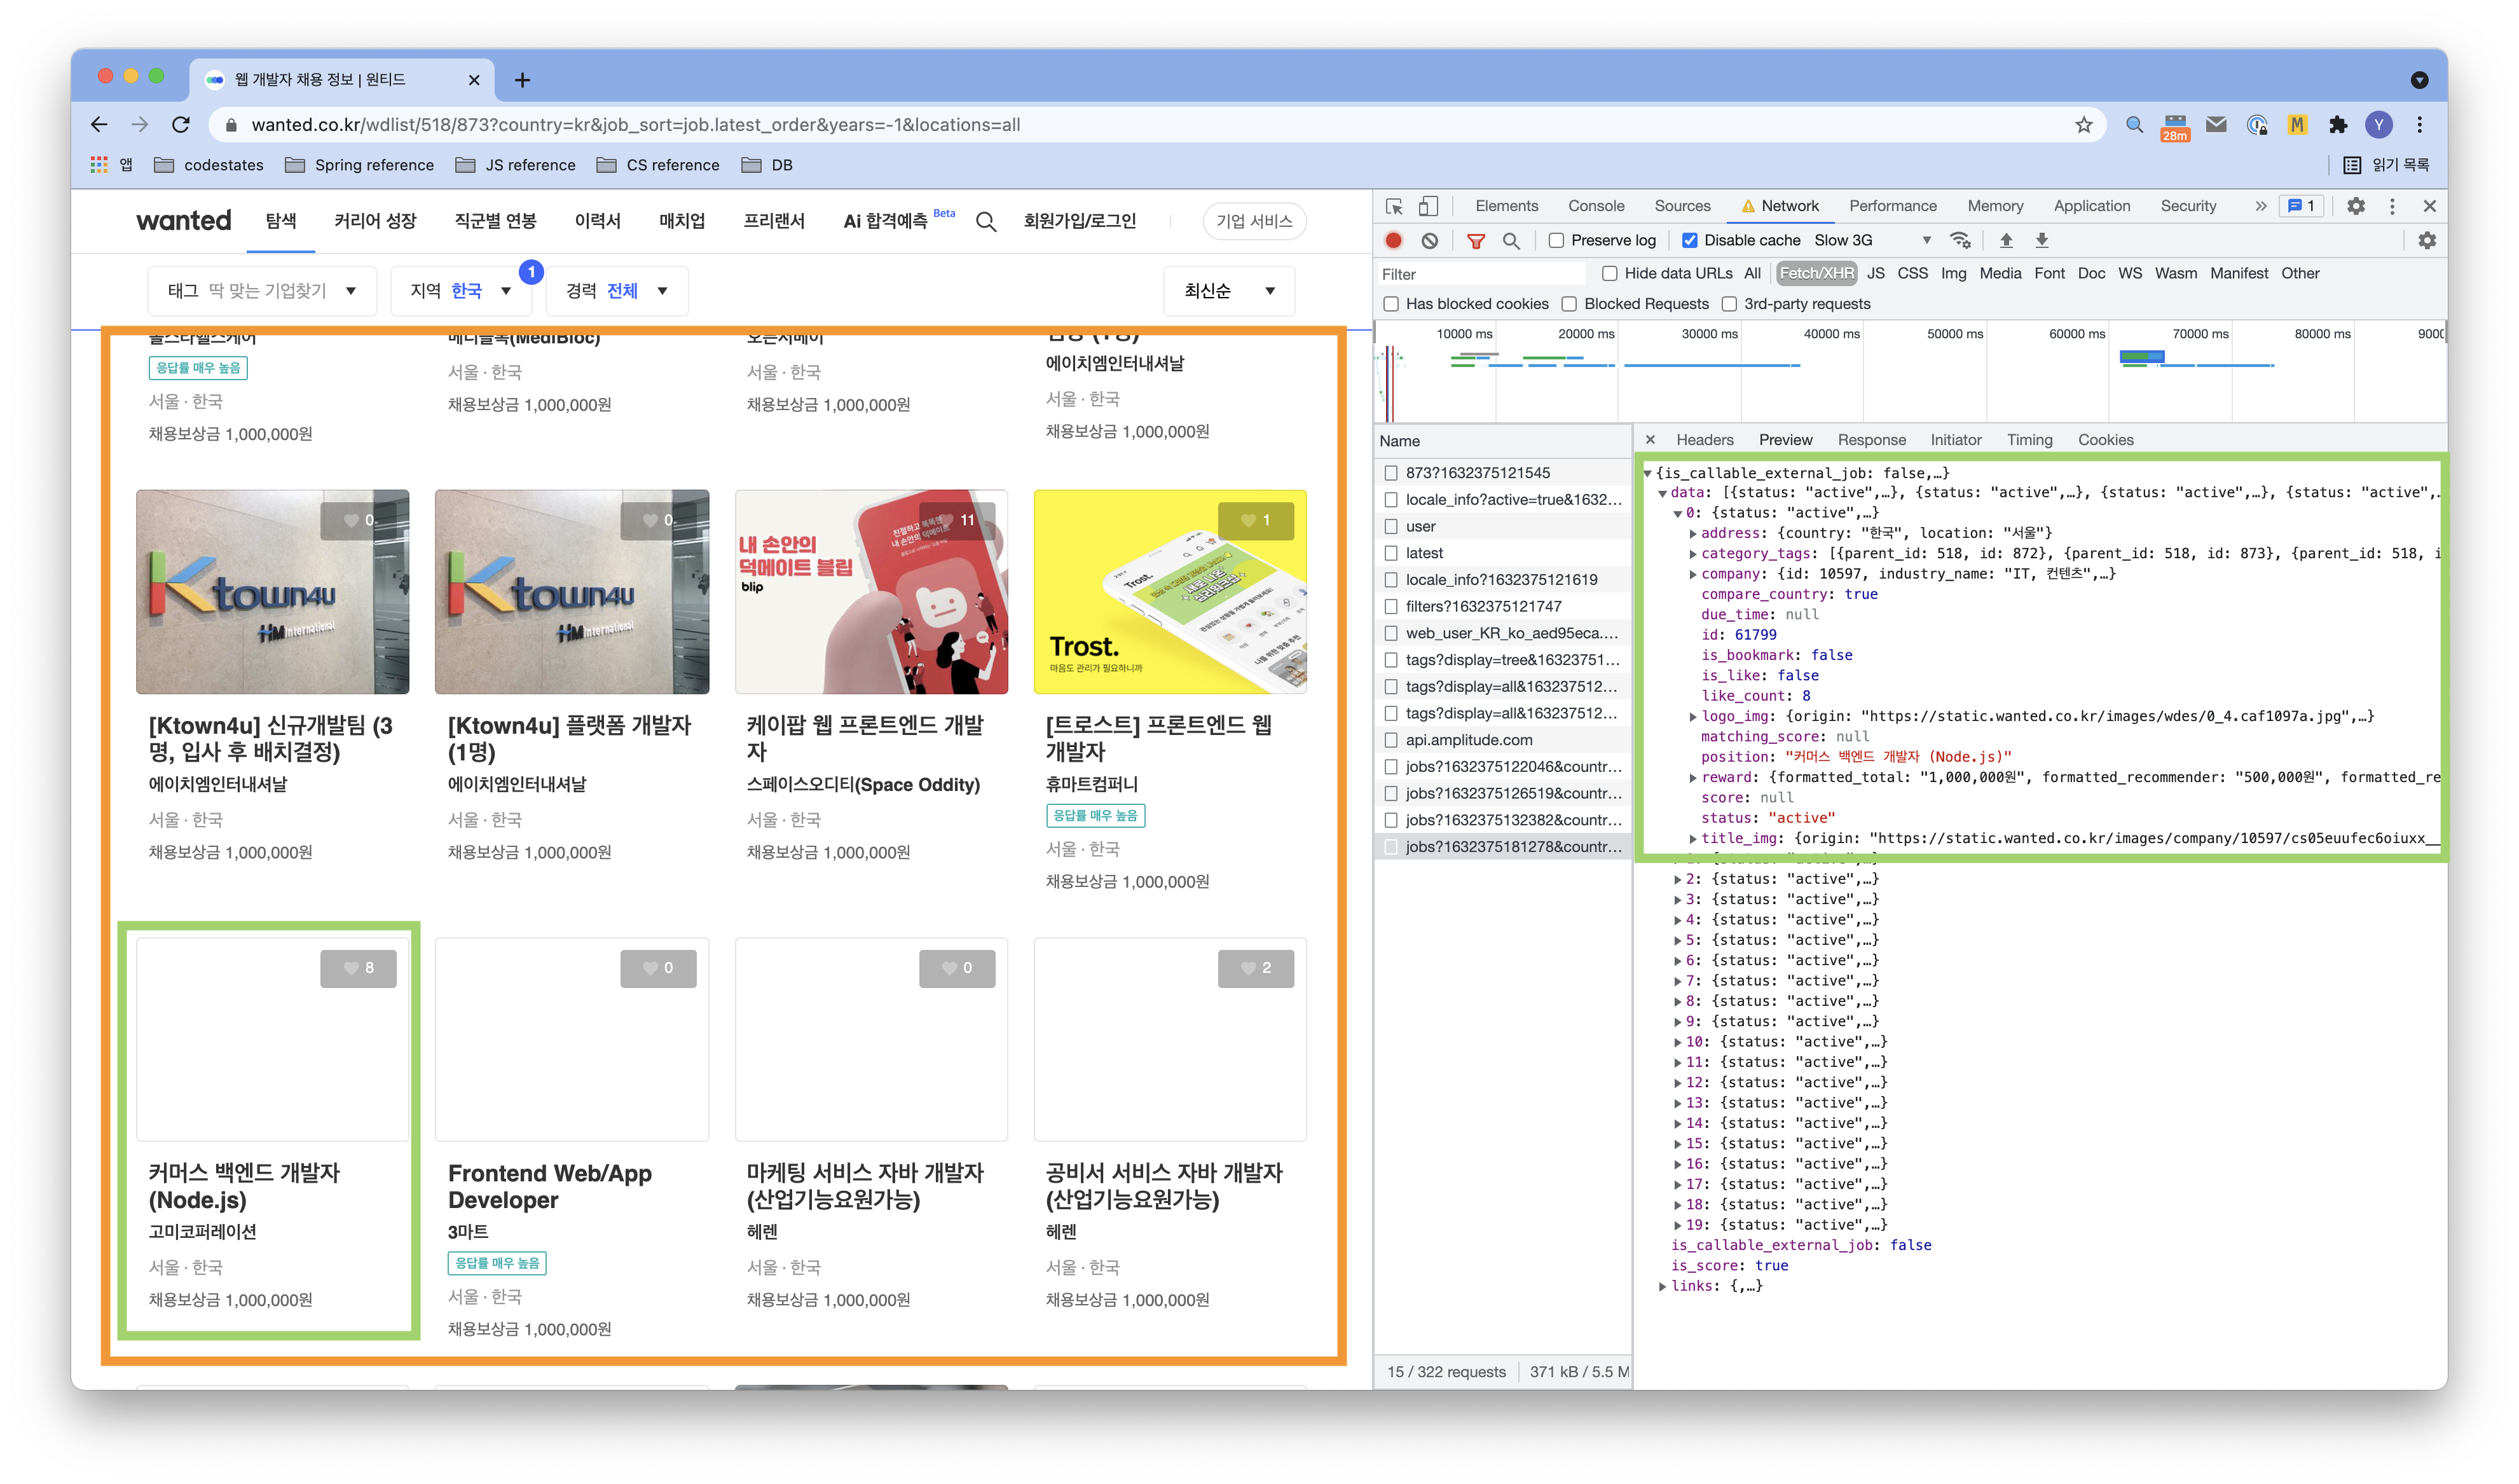 웹 개발자 채용 정보 | 원티드
wanted.co.kr/wdlist/518/873?country=kr&job_sort=job.latest_order&years=-1&locations=all
28m
M
Y
앱 codestates Spring reference JS reference CS reference DB 읽기 목록
wanted 탐색 커리어 성장 직군별 연봉 이력서 매치업 프리랜서 Ai 합격예측 Beta 회원가입/로그인 기업 서비스
태그 딱 맞는 기업찾기 지역 한국 1 경력 전체 최신순
메디블록(MediBloc)
에이치엠인터내셔날
응답률 매우 높음
서울 · 한국
서울 · 한국
서울 · 한국
서울 · 한국
채용보상금 1,000,000원
채용보상금 1,000,000원
채용보상금 1,000,000원
채용보상금 1,000,000원
0
Ktown4u
HM International
[Ktown4u] 신규개발팀 (3
명, 입사 후 배치결정)
에이치엠인터내셔날
서울 · 한국
채용보상금 1,000,000원
0
Ktown4u
HM International
[Ktown4u] 플랫폼 개발자
(1명)
에이치엠인터내셔날
서울 · 한국
채용보상금 1,000,000원
11
내 손안의
덕메이트 블립
blip
케이팝 웹 프론트엔드 개발
자
스페이스오디티(Space Oddity)
서울 · 한국
채용보상금 1,000,000원
1
Trost.
Trost.
마음도 관리가 필요하니까
[트로스트] 프론트엔드 웹
개발자
휴마트컴퍼니
응답률 매우 높음
서울 · 한국
채용보상금 1,000,000원
8
커머스 백엔드 개발자
(Node.js)
고미코퍼레이션
서울 · 한국
채용보상금 1,000,000원
0
Frontend Web/App
Developer
3마트
응답률 매우 높음
서울 · 한국
채용보상금 1,000,000원
0
마케팅 서비스 자바 개발자
(산업기능요원가능)
헤렌
서울 · 한국
채용보상금 1,000,000원
2
공비서 서비스 자바 개발자
(산업기능요원가능)
헤렌
서울 · 한국
채용보상금 1,000,000원
Elements Console Sources Network Performance Memory Application Security » 1
Preserve log Disable cache Slow 3G
Filter Hide data URLs All Fetch/XHR JS CSS Img Media Font Doc WS Wasm Manifest Other
Has blocked cookies Blocked Requests 3rd-party requests
10000 ms 20000 ms 30000 ms 40000 ms 50000 ms 60000 ms 70000 ms 80000 ms 9000
Name
873?1632375121545
locale_info?active=true&1632…
user
latest
locale_info?1632375121619
filters?1632375121747
web_user_KR_ko_aed95eca.…
tags?display=tree&16323751…
tags?display=all&163237512…
tags?display=all&163237512…
api.amplitude.com
jobs?1632375122046&countr…
jobs?1632375126519&countr…
jobs?1632375132382&countr…
jobs?1632375181278&countr…
15 / 322 requests 371 kB / 5.5 M
Headers Preview Response Initiator Timing Cookies
{is_callable_external_job: false,…}
data: [{status: "active",…}, {status: "active",…}, {status: "active",…}, {status: "active",…
0: {status: "active",…}
address: {country: "한국", location: "서울"}
category_tags: [{parent_id: 518, id: 872}, {parent_id: 518, id: 873}, {parent_id: 518, i
company: {id: 10597, industry_name: "IT, 컨텐츠",…}
compare_country: true
due_time: null
id: 61799
is_bookmark: false
is_like: false
like_count: 8
logo_img: {origin: "https://static.wanted.co.kr/images/wdes/0_4.caf1097a.jpg",…}
matching_score: null
position: "커머스 백엔드 개발자 (Node.js)"
reward: {formatted_total: "1,000,000원", formatted_recommender: "500,000원", formatted_re
score: null
status: "active"
title_img: {origin: "https://static.wanted.co.kr/images/company/10597/cs05euufec6oiuxx__
2: {status: "active",…}
3: {status: "active",…}
4: {status: "active",…}
5: {status: "active",…}
6: {status: "active",…}
7: {status: "active",…}
8: {status: "active",…}
9: {status: "active",…}
10: {status: "active",…}
11: {status: "active",…}
12: {status: "active",…}
13: {status: "active",…}
14: {status: "active",…}
15: {status: "active",…}
16: {status: "active",…}
17: {status: "active",…}
18: {status: "active",…}
19: {status: "active",…}
is_callable_external_job: false
is_score: true
links: {,…}